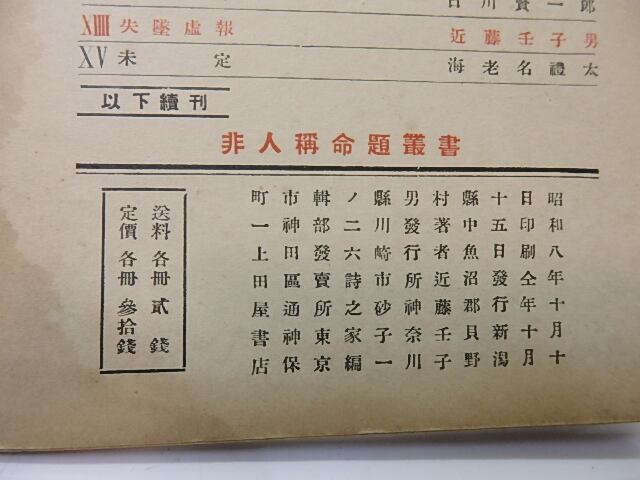 XIIII 失墜虚報 近藤壬子男
XV 未定 海老名禮太
以下續刊
非人稱命題叢書
昭和八年十月十
日印刷仝年十月
十五日發行新潟
縣中魚沼郡貝野
村著者近藤壬子
男發行所神奈川
縣川崎市砂子一
ノ二六詩之家編
輯部發賣所東京
市神田區通神保
町一上田屋書店
送料 各冊 貳錢
定價 各冊 參拾錢